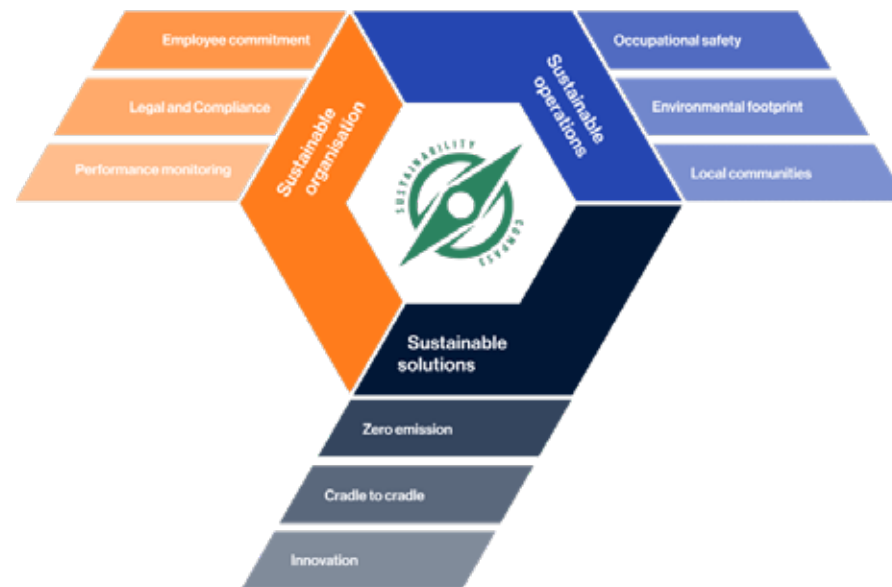 Employee commitment
Legal and Compliance
Performance monitoring
Sustainable
organisation
Sustainable
operations
Occupational safety
Environmental footprint
Local communities
SUSTAINABILITY
COMPASS
Sustainable
solutions
Zero emission
Cradle to cradle
Innovation